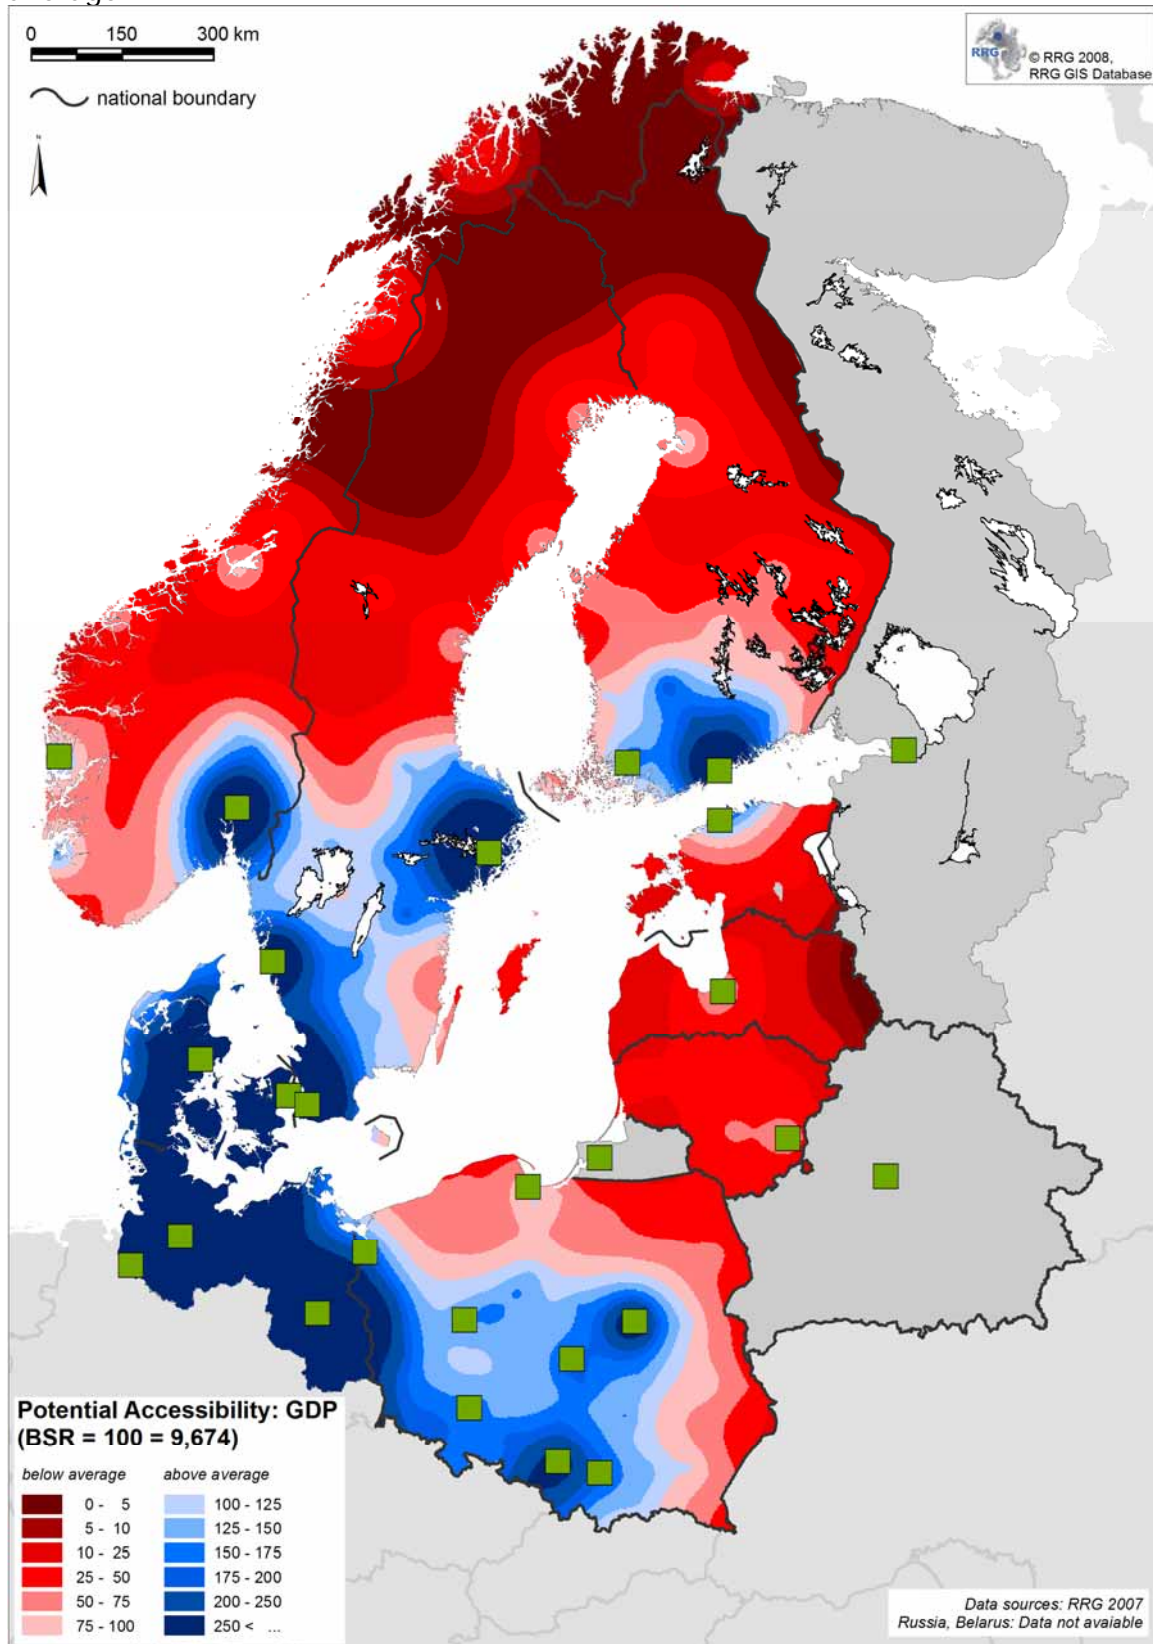 0 150 300 km
national boundary
N
RRG
© RRG 2008,
RRG GIS Database
Potential Accessibility: GDP
(BSR = 100 = 9,674)
below average above average
0 - 5 100 - 125
5 - 10 125 - 150
10 - 25 150 - 175
25 - 50 175 - 200
50 - 75 200 - 250
75 - 100 250 < ...
Data sources: RRG 2007
Russia, Belarus: Data not avaiable